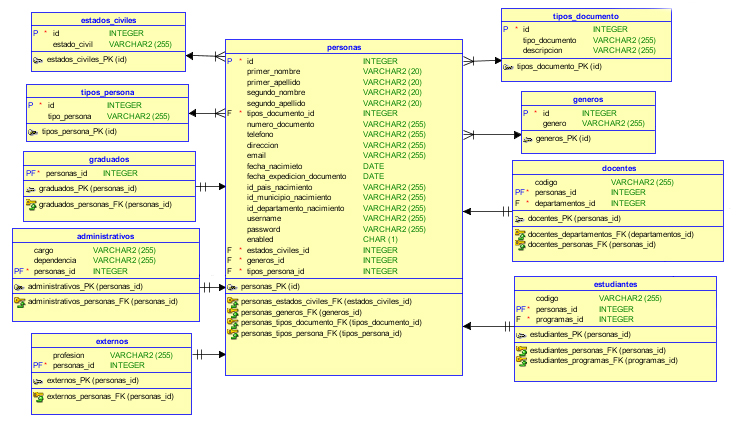 estados_civiles
P * id INTEGER
estado_civil VARCHAR2 (255)
estados_civiles_PK (id)
tipos_persona
P * id INTEGER
tipo_persona VARCHAR2 (255)
tipos_persona_PK (id)
graduados
PF* personas_id INTEGER
graduados_PK (personas_id)
graduados_personas_FK (personas_id)
administrativos
cargo VARCHAR2 (255)
dependencia VARCHAR2 (255)
PF* personas_id INTEGER
administrativos_PK (personas_id)
administrativos_personas_FK (personas_id)
externos
profesion VARCHAR2 (255)
PF* personas_id INTEGER
externos_PK (personas_id)
externos_personas_FK (personas_id)
personas
P * id INTEGER
primer_nombre VARCHAR2 (20)
primer_apellido VARCHAR2 (20)
segundo_nombre VARCHAR2 (20)
segundo_apellido VARCHAR2 (20)
F * tipos_documento_id INTEGER
numero_documento VARCHAR2 (255)
telefono VARCHAR2 (255)
direccion VARCHAR2 (255)
email VARCHAR2 (255)
fecha_nacimieto DATE
fecha_expedicion_documento DATE
id_pais_nacimiento VARCHAR2 (255)
id_municipio_nacimiento VARCHAR2 (255)
id_departamento_nacimiento VARCHAR2 (255)
username VARCHAR2 (255)
password VARCHAR2 (255)
enabled CHAR (1)
F * estados_civiles_id INTEGER
F * generos_id INTEGER
F * tipos_persona_id INTEGER
personas_PK (id)
personas_estados_civiles_FK (estados_civiles_id)
personas_generos_FK (generos_id)
personas_tipos_documento_FK (tipos_documento_id)
personas_tipos_persona_FK (tipos_persona_id)
tipos_documento
P * id INTEGER
tipo_documento VARCHAR2 (255)
descripcion VARCHAR2 (255)
tipos_documento_PK (id)
generos
P * id INTEGER
genero VARCHAR2 (255)
generos_PK (id)
docentes
codigo VARCHAR2 (255)
PF* personas_id INTEGER
F * departamentos_id INTEGER
docentes_PK (personas_id)
docentes_departamentos_FK (departamentos_id)
docentes_personas_FK (personas_id)
estudiantes
codigo VARCHAR2 (255)
PF* personas_id INTEGER
F * programas_id INTEGER
estudiantes_PK (personas_id)
estudiantes_personas_FK (personas_id)
estudiantes_programas_FK (programas_id)